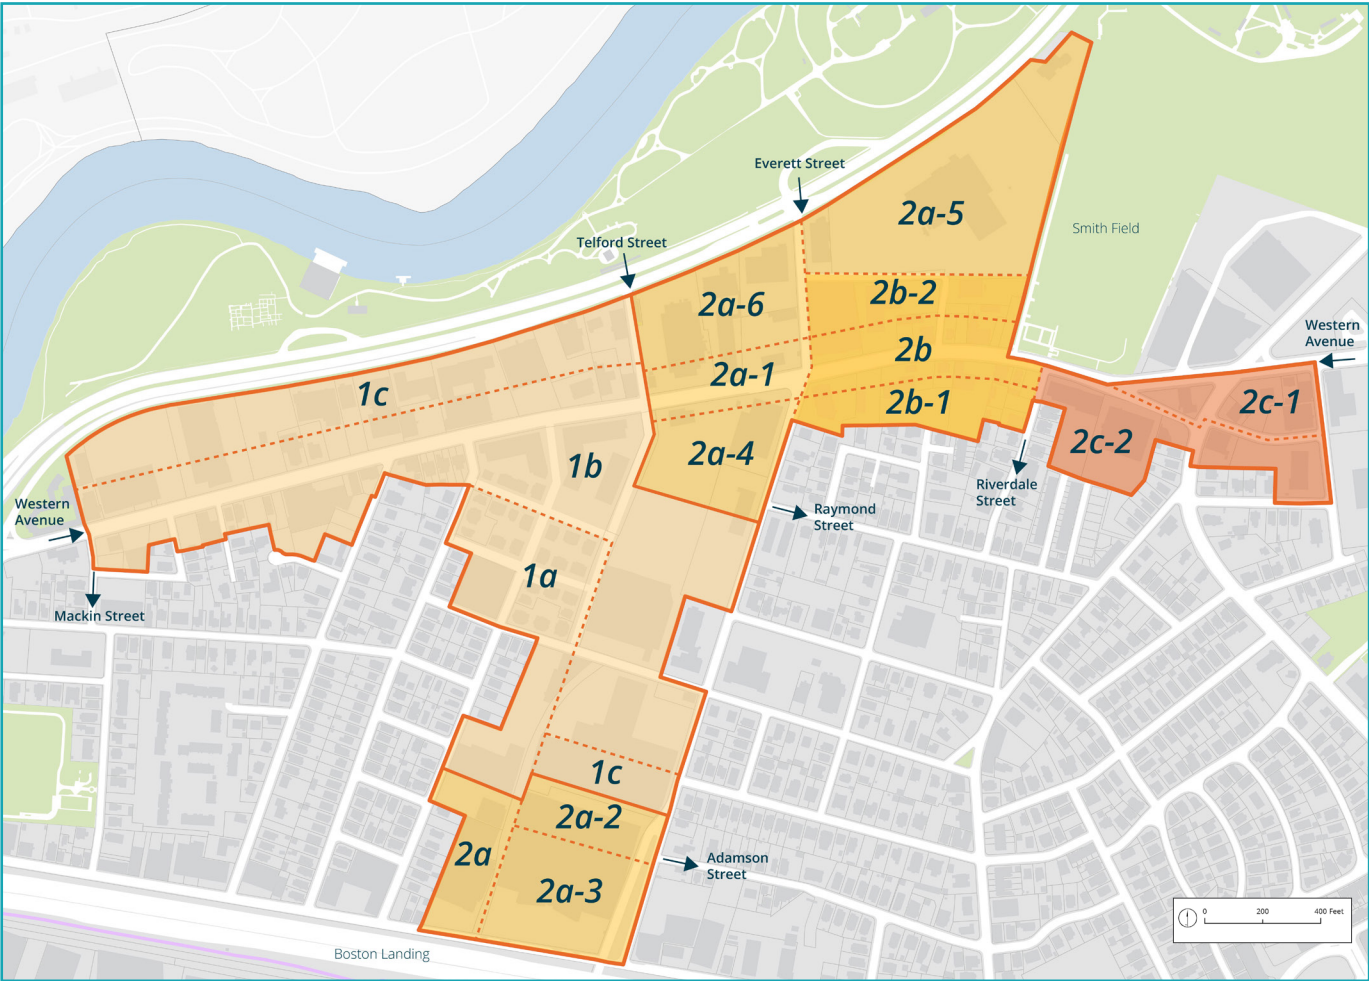 Everett Street
2a-5
Smith Field
Telford Street
2a-6
2b-2
Western
Avenue
2b
2a-1
1c
2b-1
2c-1
2c-2
2a-4
1b
Riverdale
Street
Western
Avenue
Raymond
Street
1a
Mackin Street
1c
2a-2
2a
Adamson
Street
2a-3
0 200 400 Feet
Boston Landing